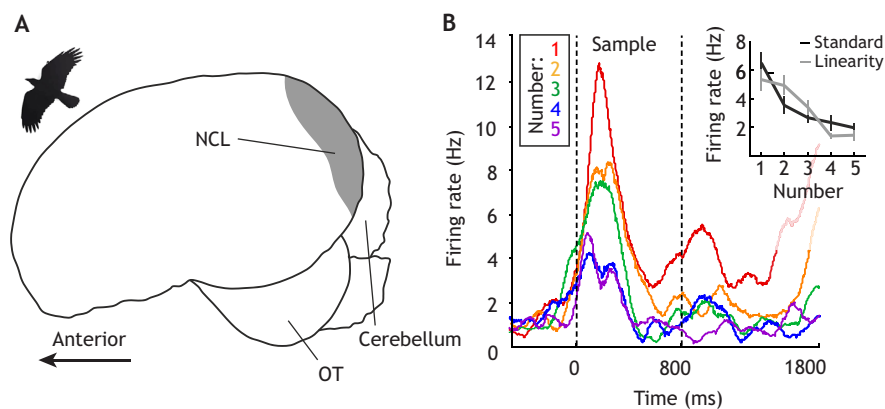 A
NCL
Anterior
Cerebellum
OT
B
14
12
10
8
6
4
2
0
Firing rate (Hz)
Number:
1
2
3
4
5
Sample
0
800
1800
Time (ms)
8
6
4
2
Firing rate (Hz)
Standard
Linearity
1 2 3 4 5
Number